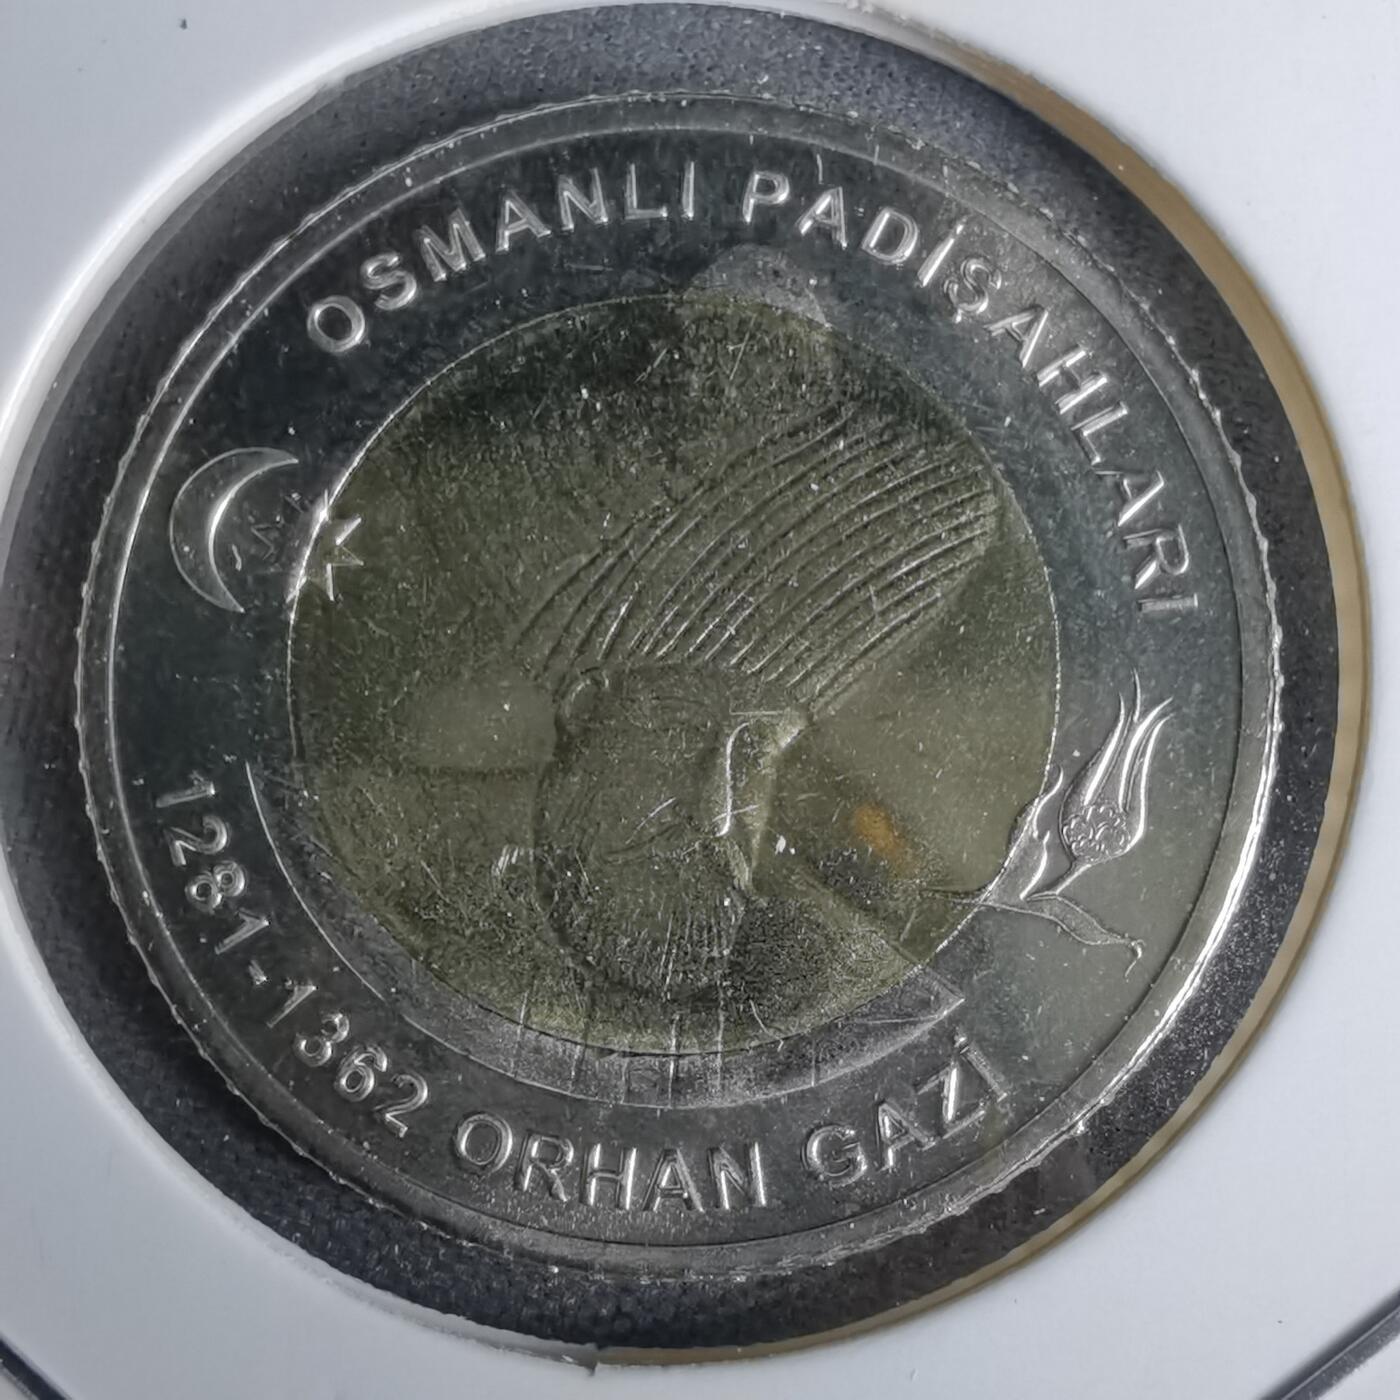 OSMANLI PADİŞAHLARI
1281-1362 ORHAN GAZİ